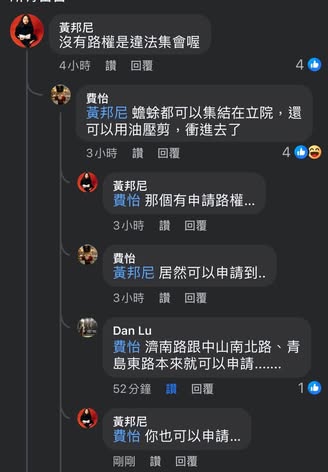 黃邦尼
沒有路權是違法集會喔
4小時 讚 回覆 4
費怡
黃邦尼 蟾蜍都可以集結在立院，還
可以用油壓剪，衝進去了
3小時 讚 回覆 4
黃邦尼
費怡 那個有申請路權...
3小時 讚 回覆
費怡
黃邦尼 居然可以申請到..
3小時 讚 回覆
Dan Lu
費怡 濟南路跟中山南北路、青
島東路本來就可以申請.......
52分鐘 讚 回覆 1
黃邦尼
費怡 你也可以申請...
剛剛 讚 回覆